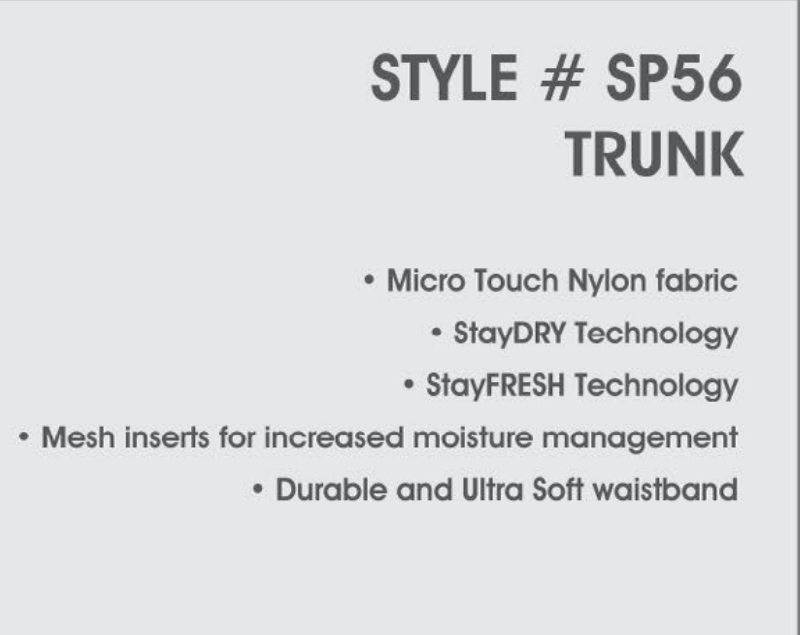 STYLE # SP56
TRUNK
• Micro Touch Nylon fabric
• StayDRY Technology
• StayFRESH Technology
• Mesh inserts for increased moisture management
• Durable and Ultra Soft waistband